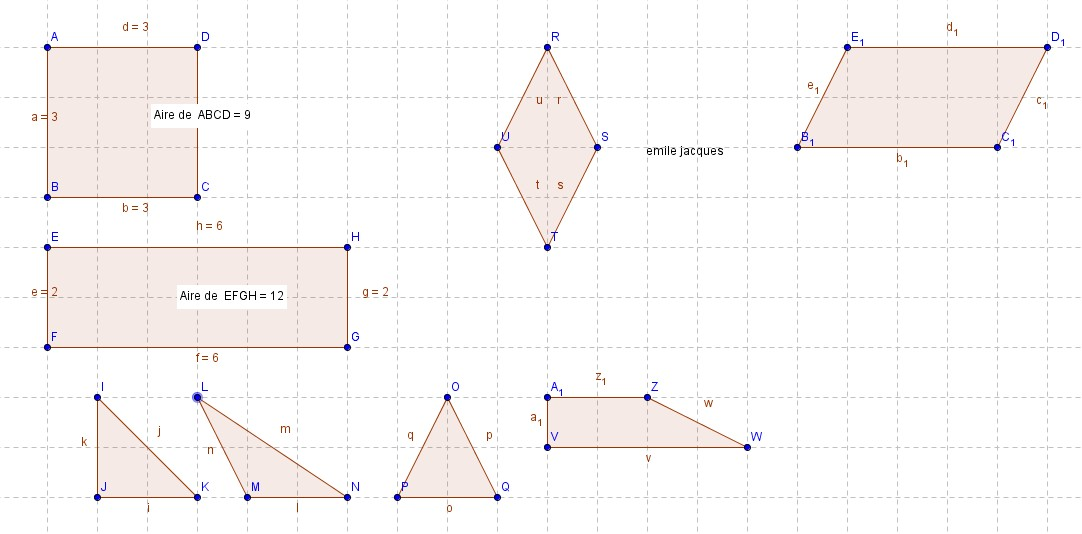 d = 3
A
D
R
E₁
d₁
D₁
a = 3
Aire de ABCD = 9
u
r
e₁
c₁
U
S
emile jacques
B₁
C₁
b₁
B
C
t
s
b = 3
h = 6
E
H
T
e = 2
Aire de EFGH = 12
g = 2
F
G
f = 6
I
L
O
A₁
z₁
Z
k
j
n
m
q
p
a₁
w
V
W
v
J
K
M
N
P
Q
i
l
o